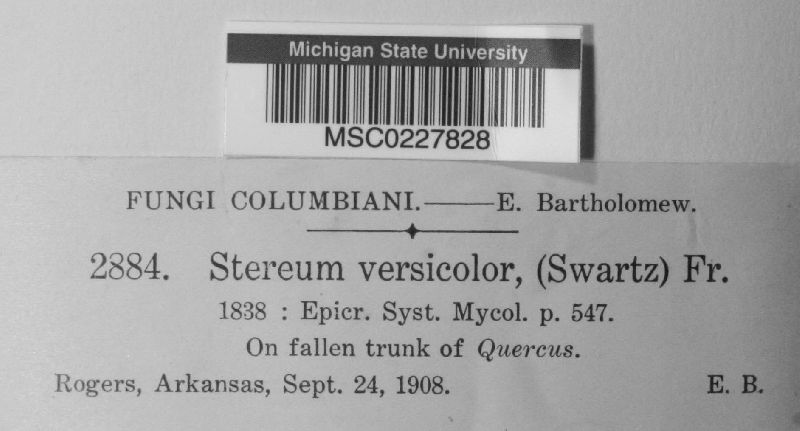 Michigan State University
MSC0227828
FUNGI COLUMBIANI.——E. Bartholomew.
2884. Stereum versicolor, (Swartz) Fr.
1838 : Epicr. Syst. Mycol. p. 547.
On fallen trunk of Quercus.
Rogers, Arkansas, Sept. 24, 1908. E. B.